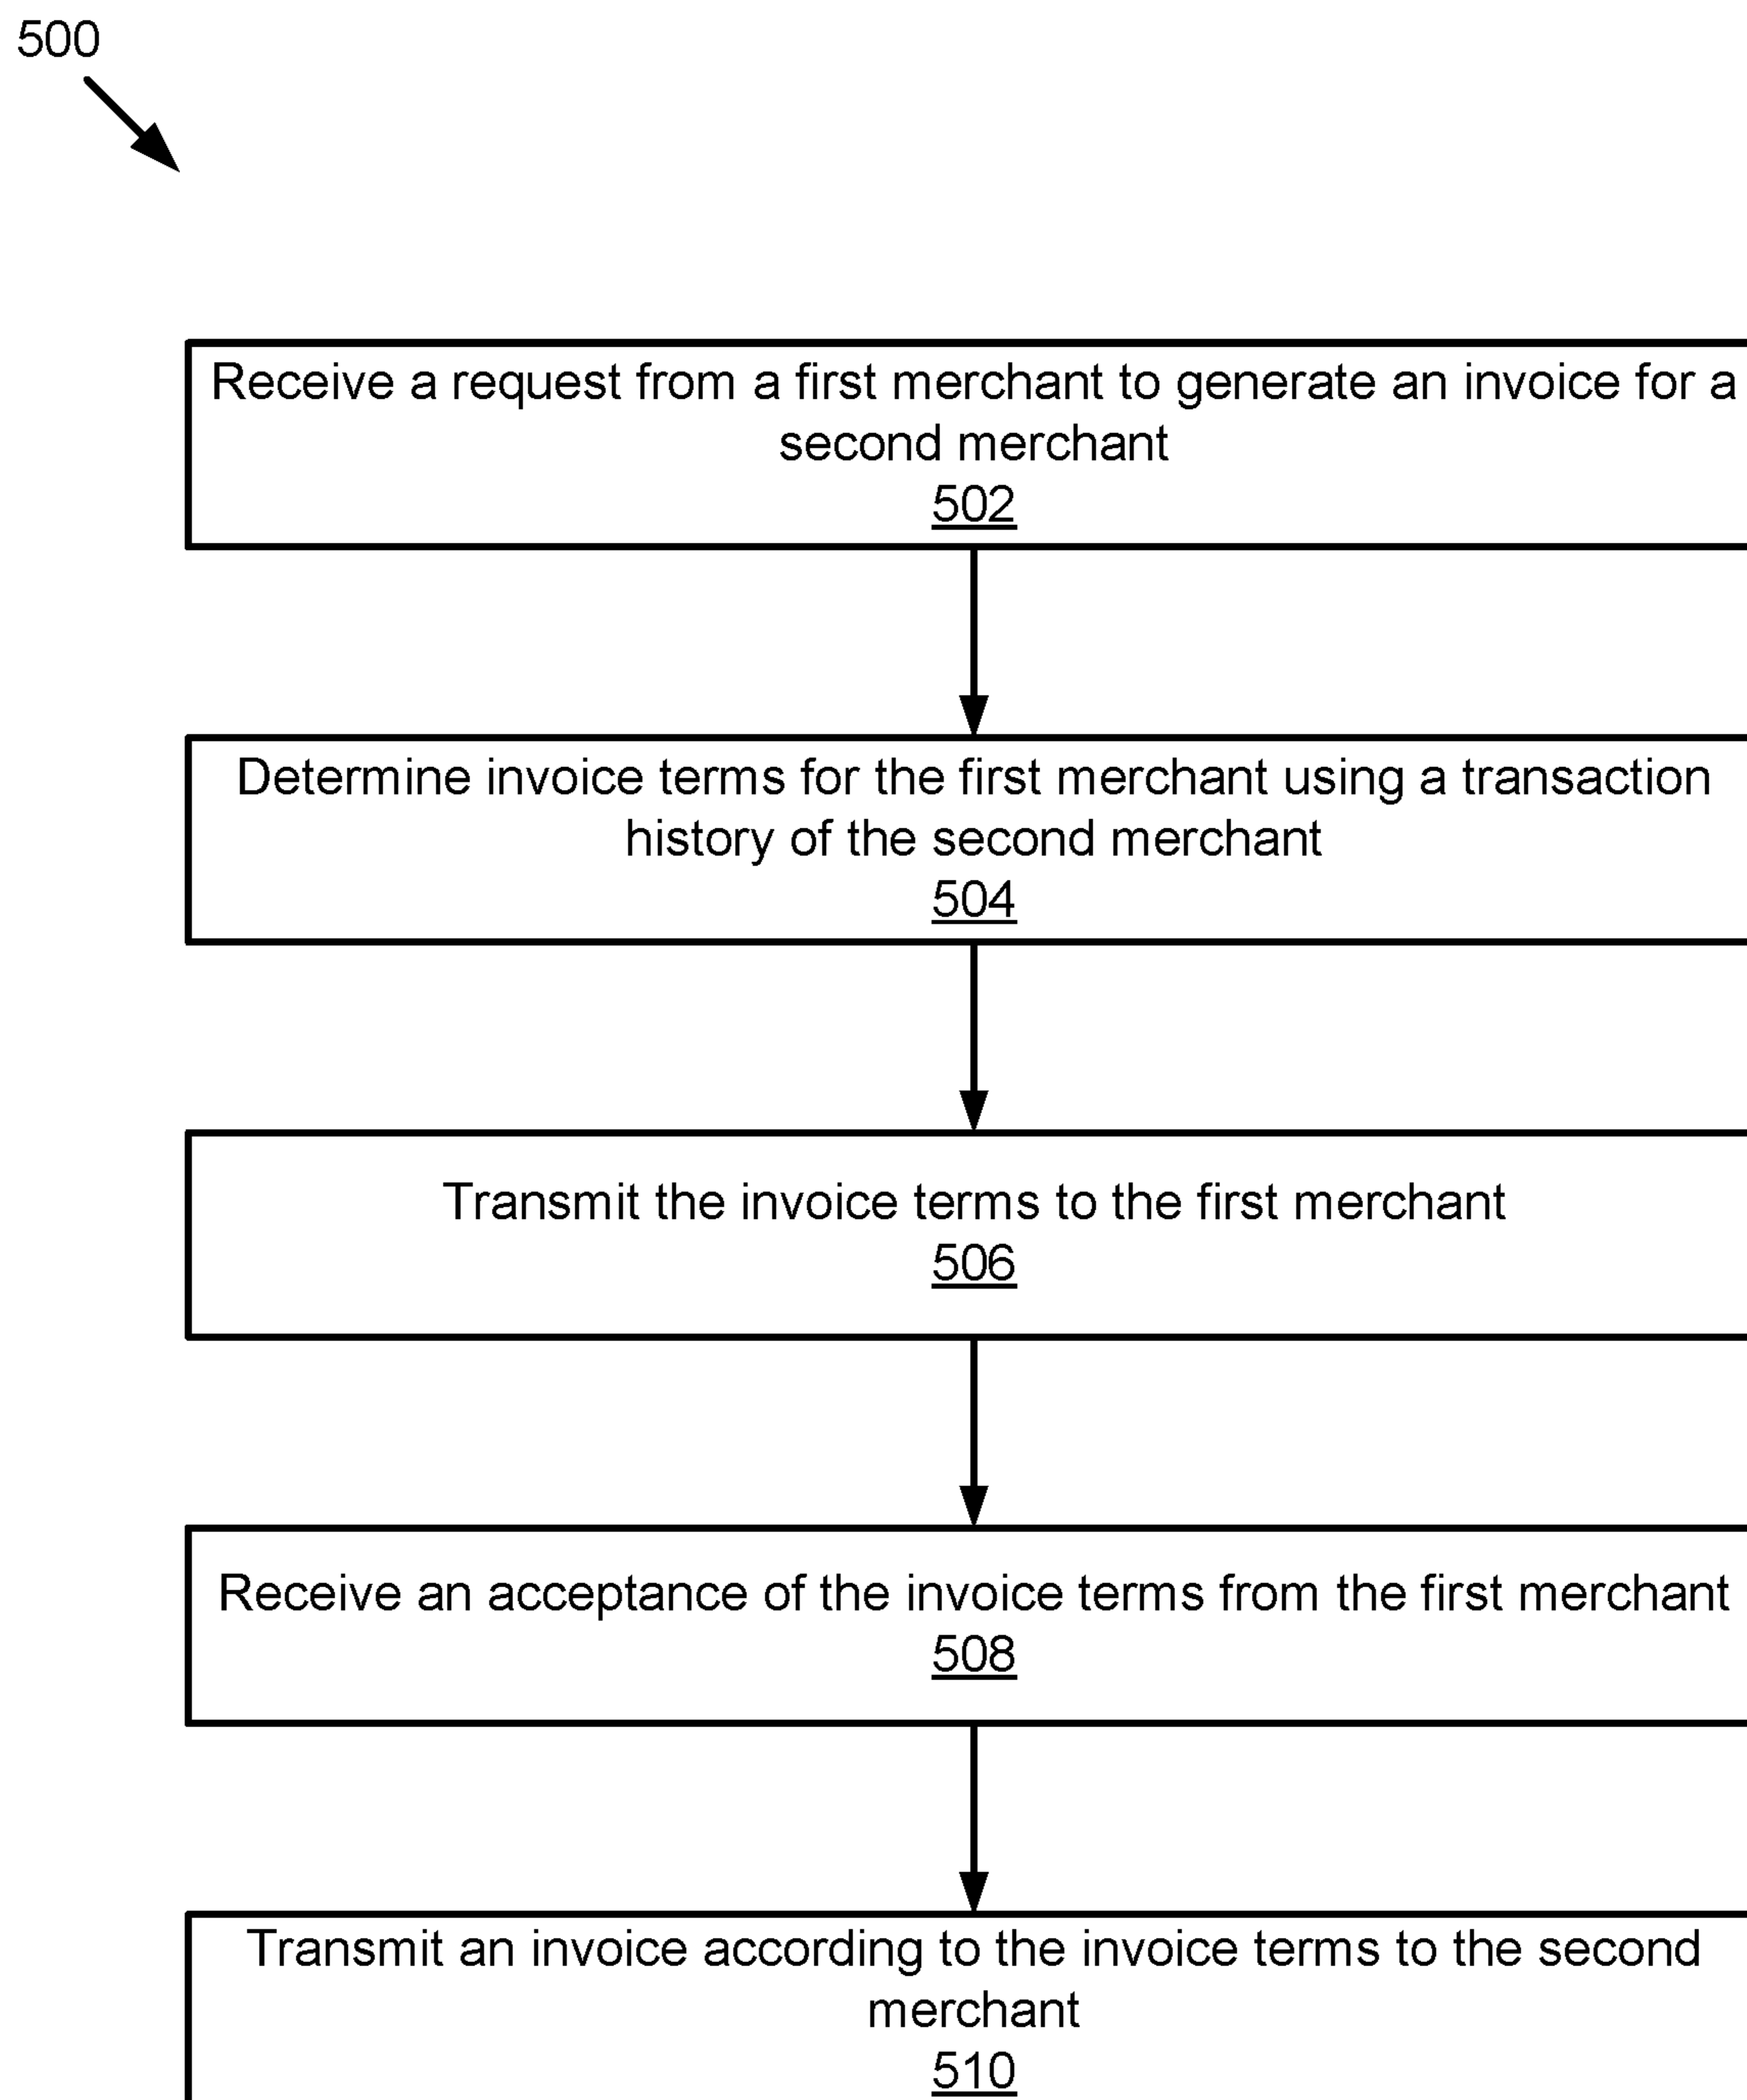 500
Receive a request from a first merchant to generate an invoice for a
second merchant
502
Determine invoice terms for the first merchant using a transaction
history of the second merchant
504
Transmit the invoice terms to the first merchant
506
Receive an acceptance of the invoice terms from the first merchant
508
Transmit an invoice according to the invoice terms to the second
merchant
510